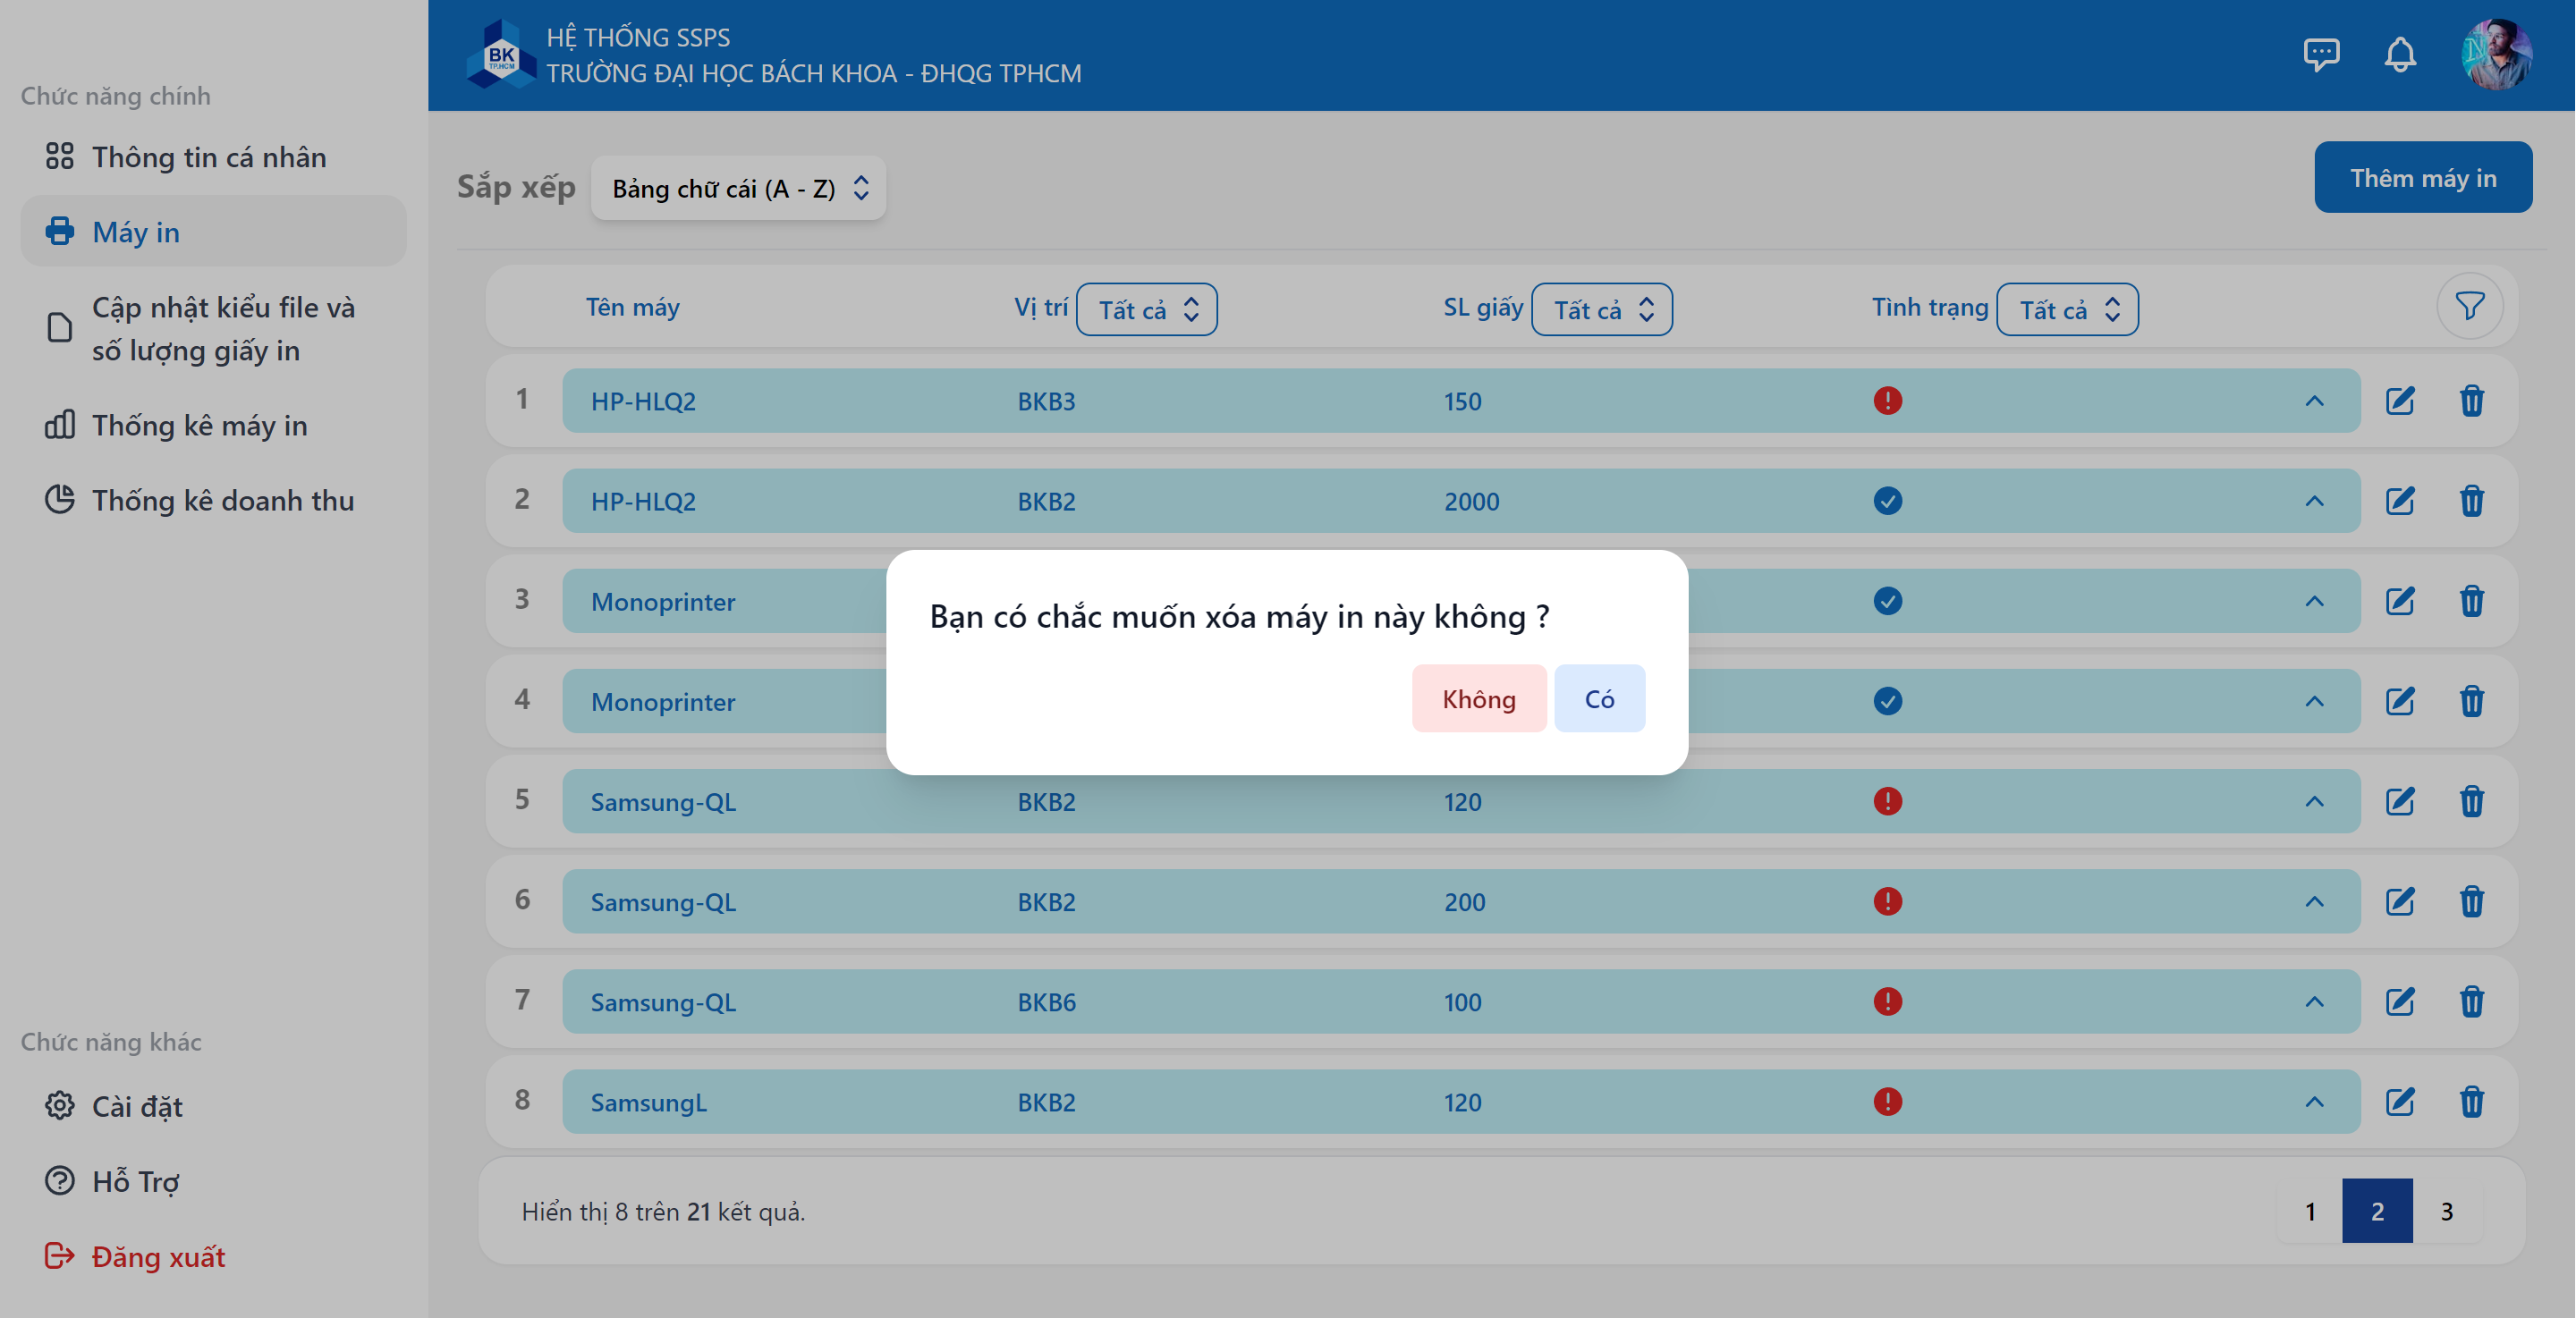 Chức năng chính
Thông tin cá nhân
Máy in
Cập nhật kiểu file và
số lượng giấy in
Thống kê máy in
Thống kê doanh thu
Chức năng khác
Cài đặt
Hỗ Trợ
Đăng xuất
BK
TP.HCM
HỆ THỐNG SSPS
TRƯỜNG ĐẠI HỌC BÁCH KHOA - ĐHQG TPHCM
Sắp xếp Bảng chữ cái (A - Z)
Thêm máy in
Tên máy Vị trí Tất cả SL giấy Tất cả Tình trạng Tất cả
1 HP-HLQ2 BKB3 150
2 HP-HLQ2 BKB2 2000
3 Monoprinter
4 Monoprinter
Bạn có chắc muốn xóa máy in này không ?
Không Có
5 Samsung-QL BKB2 120
6 Samsung-QL BKB2 200
7 Samsung-QL BKB6 100
8 SamsungL BKB2 120
Hiển thị 8 trên 21 kết quả.
1 2 3